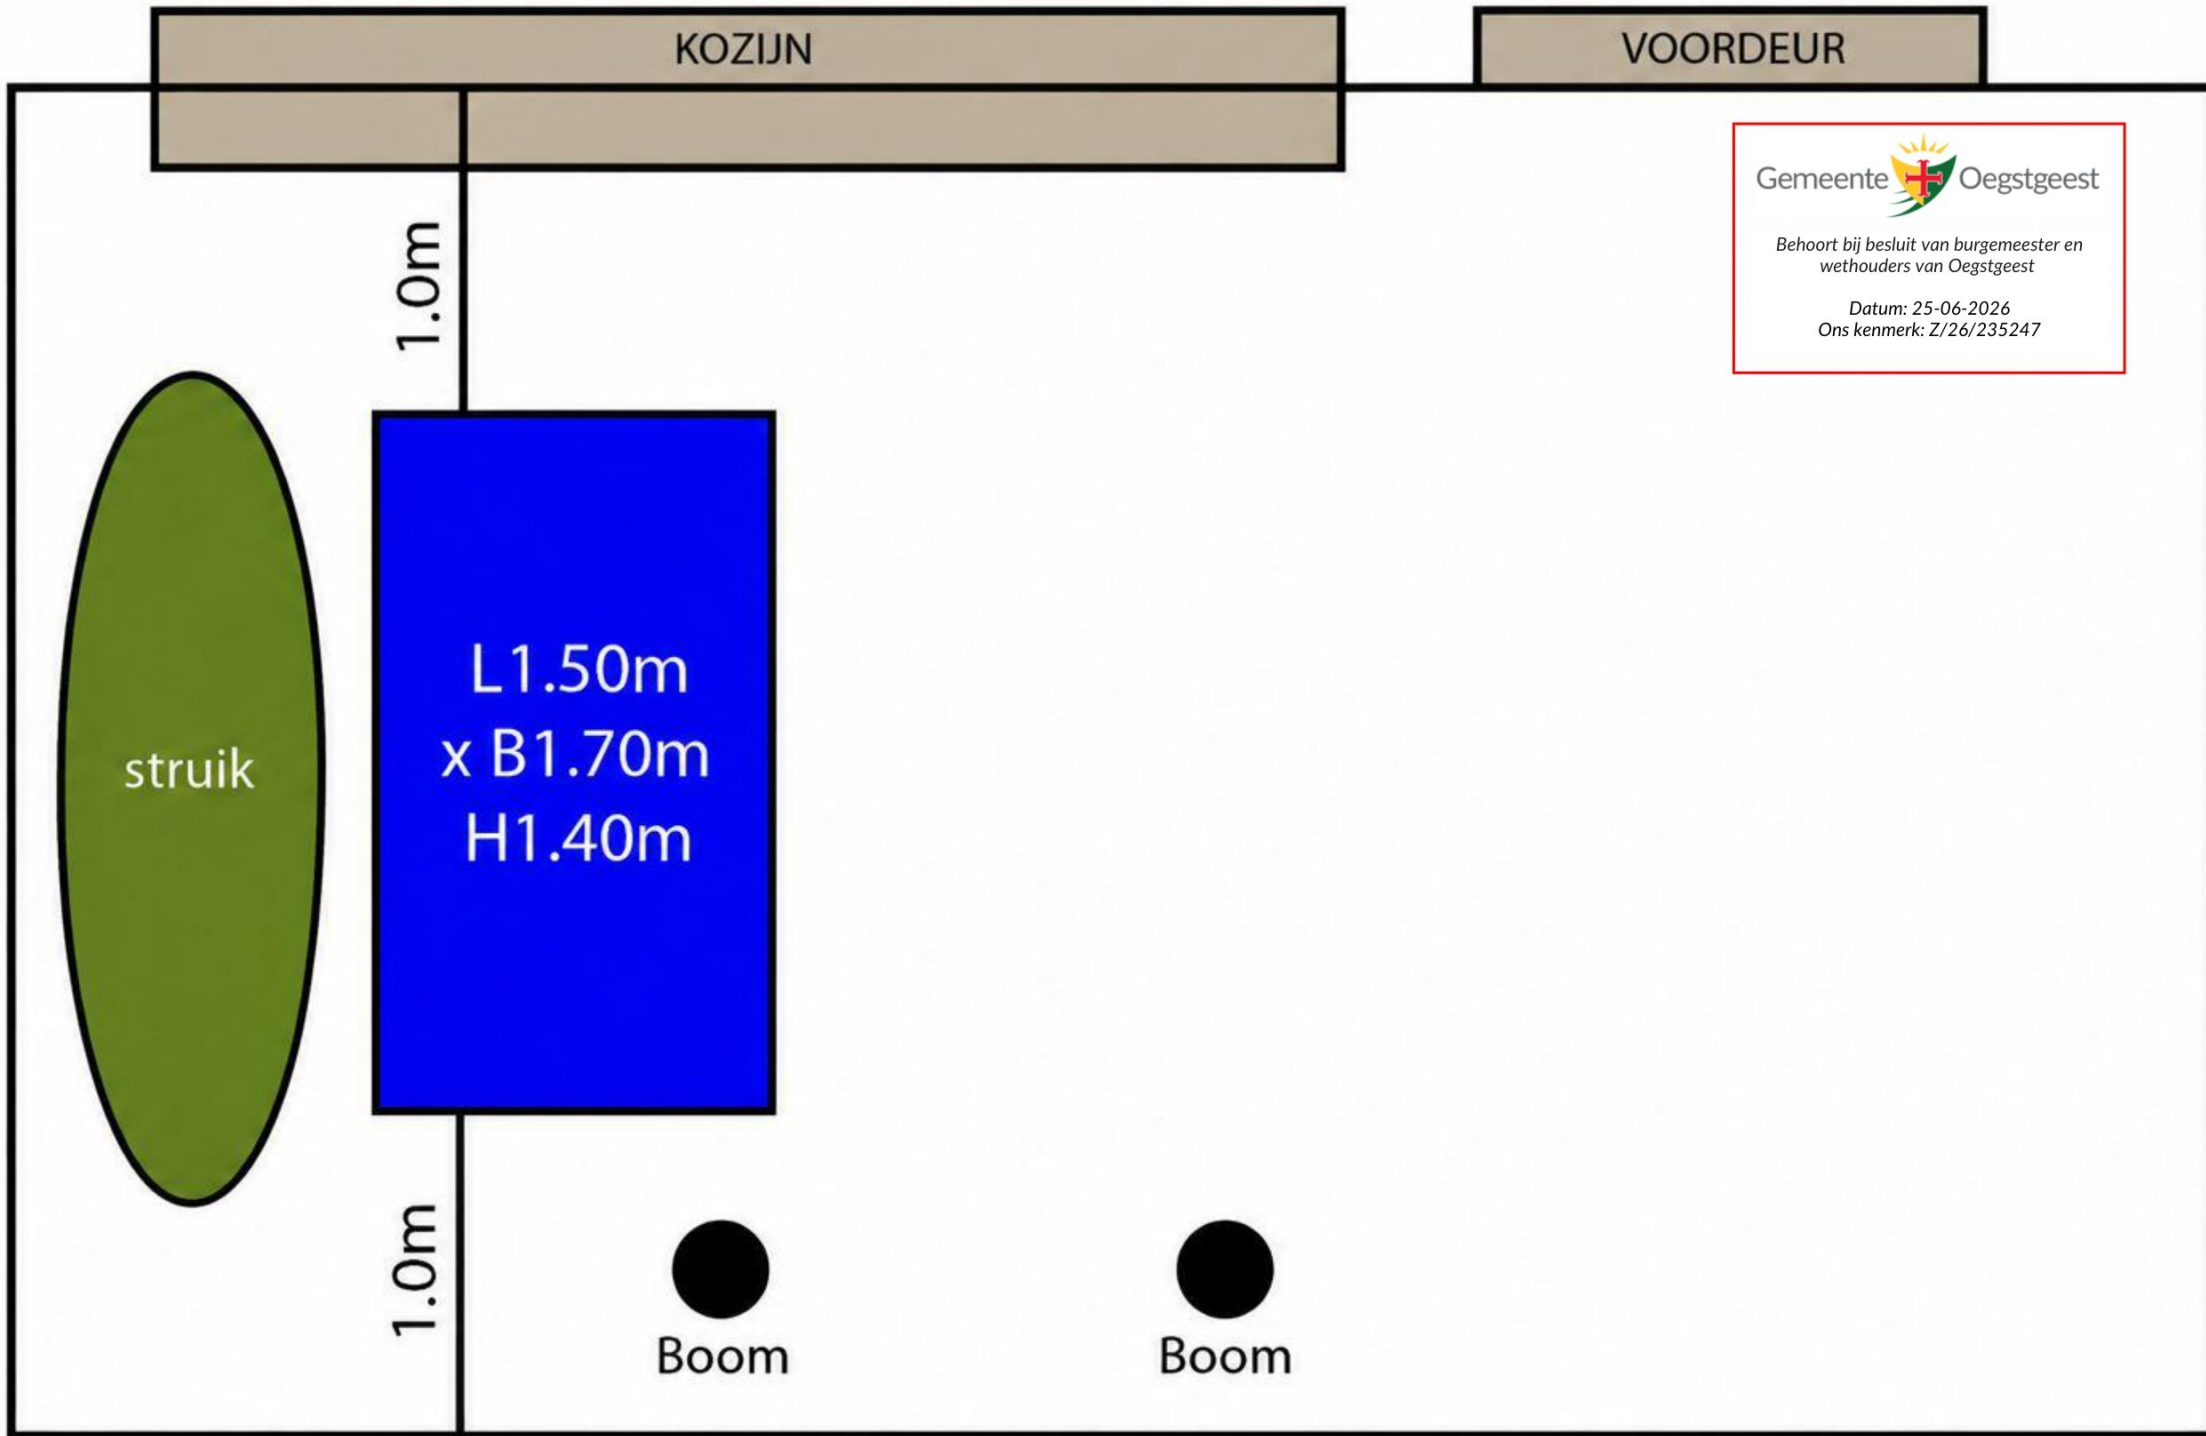 KOZIJN
VOORDEUR
Gemeente Oegstgeest
Behoort bij besluit van burgemeester en
wethouders van Oegstgeest
Datum: 25-06-2026
Ons kenmerk: Z/26/235247
1.0m
L1.50m
x B1.70m
H1.40m
struik
1.0m
Boom
Boom